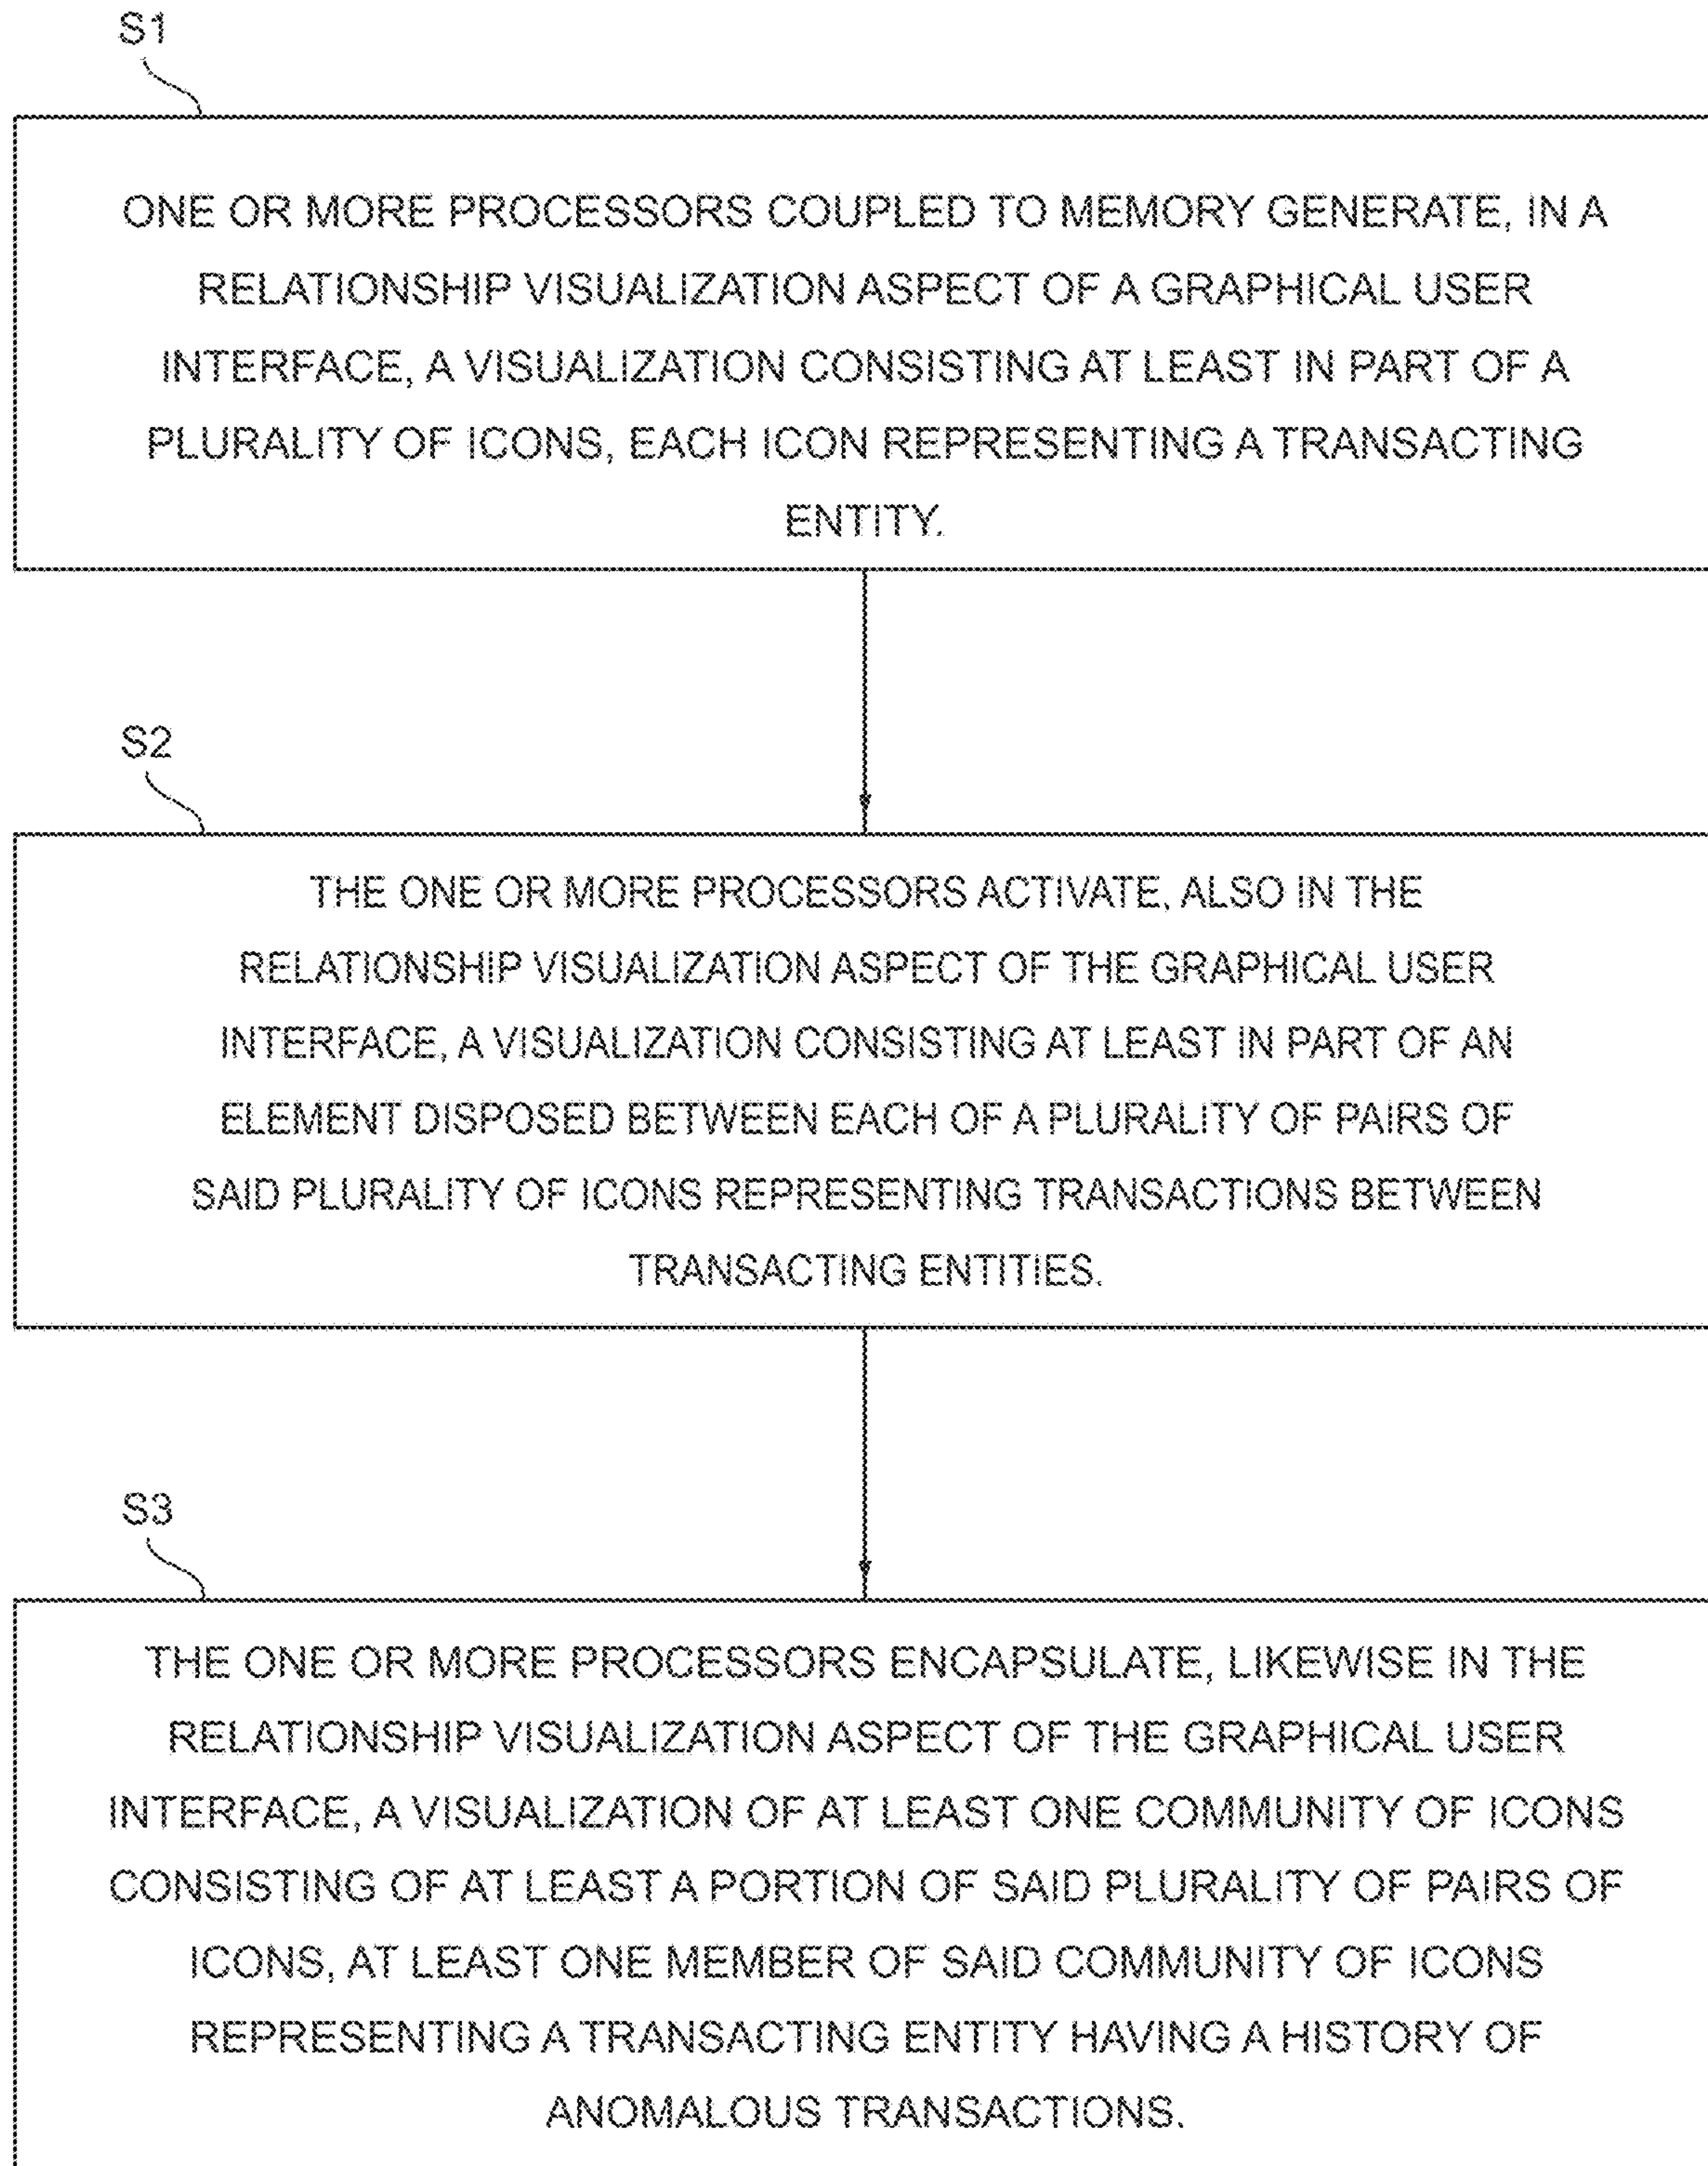 S1
ONE OR MORE PROCESSORS COUPLED TO MEMORY GENERATE, IN A
RELATIONSHIP VISUALIZATION ASPECT OF A GRAPHICAL USER
INTERFACE, A VISUALIZATION CONSISTING AT LEAST IN PART OF A
PLURALITY OF ICONS, EACH ICON REPRESENTING A TRANSACTING
ENTITY.
S2
THE ONE OR MORE PROCESSORS ACTIVATE, ALSO IN THE
RELATIONSHIP VISUALIZATION ASPECT OF THE GRAPHICAL USER
INTERFACE, A VISUALIZATION CONSISTING AT LEAST IN PART OF AN
ELEMENT DISPOSED BETWEEN EACH OF A PLURALITY OF PAIRS OF
SAID PLURALITY OF ICONS REPRESENTING TRANSACTIONS BETWEEN
TRANSACTING ENTITIES.
S3
THE ONE OR MORE PROCESSORS ENCAPSULATE, LIKEWISE IN THE
RELATIONSHIP VISUALIZATION ASPECT OF THE GRAPHICAL USER
INTERFACE, A VISUALIZATION OF AT LEAST ONE COMMUNITY OF ICONS
CONSISTING OF AT LEAST A PORTION OF SAID PLURALITY OF PAIRS OF
ICONS, AT LEAST ONE MEMBER OF SAID COMMUNITY OF ICONS
REPRESENTING A TRANSACTING ENTITY HAVING A HISTORY OF
ANOMALOUS TRANSACTIONS.